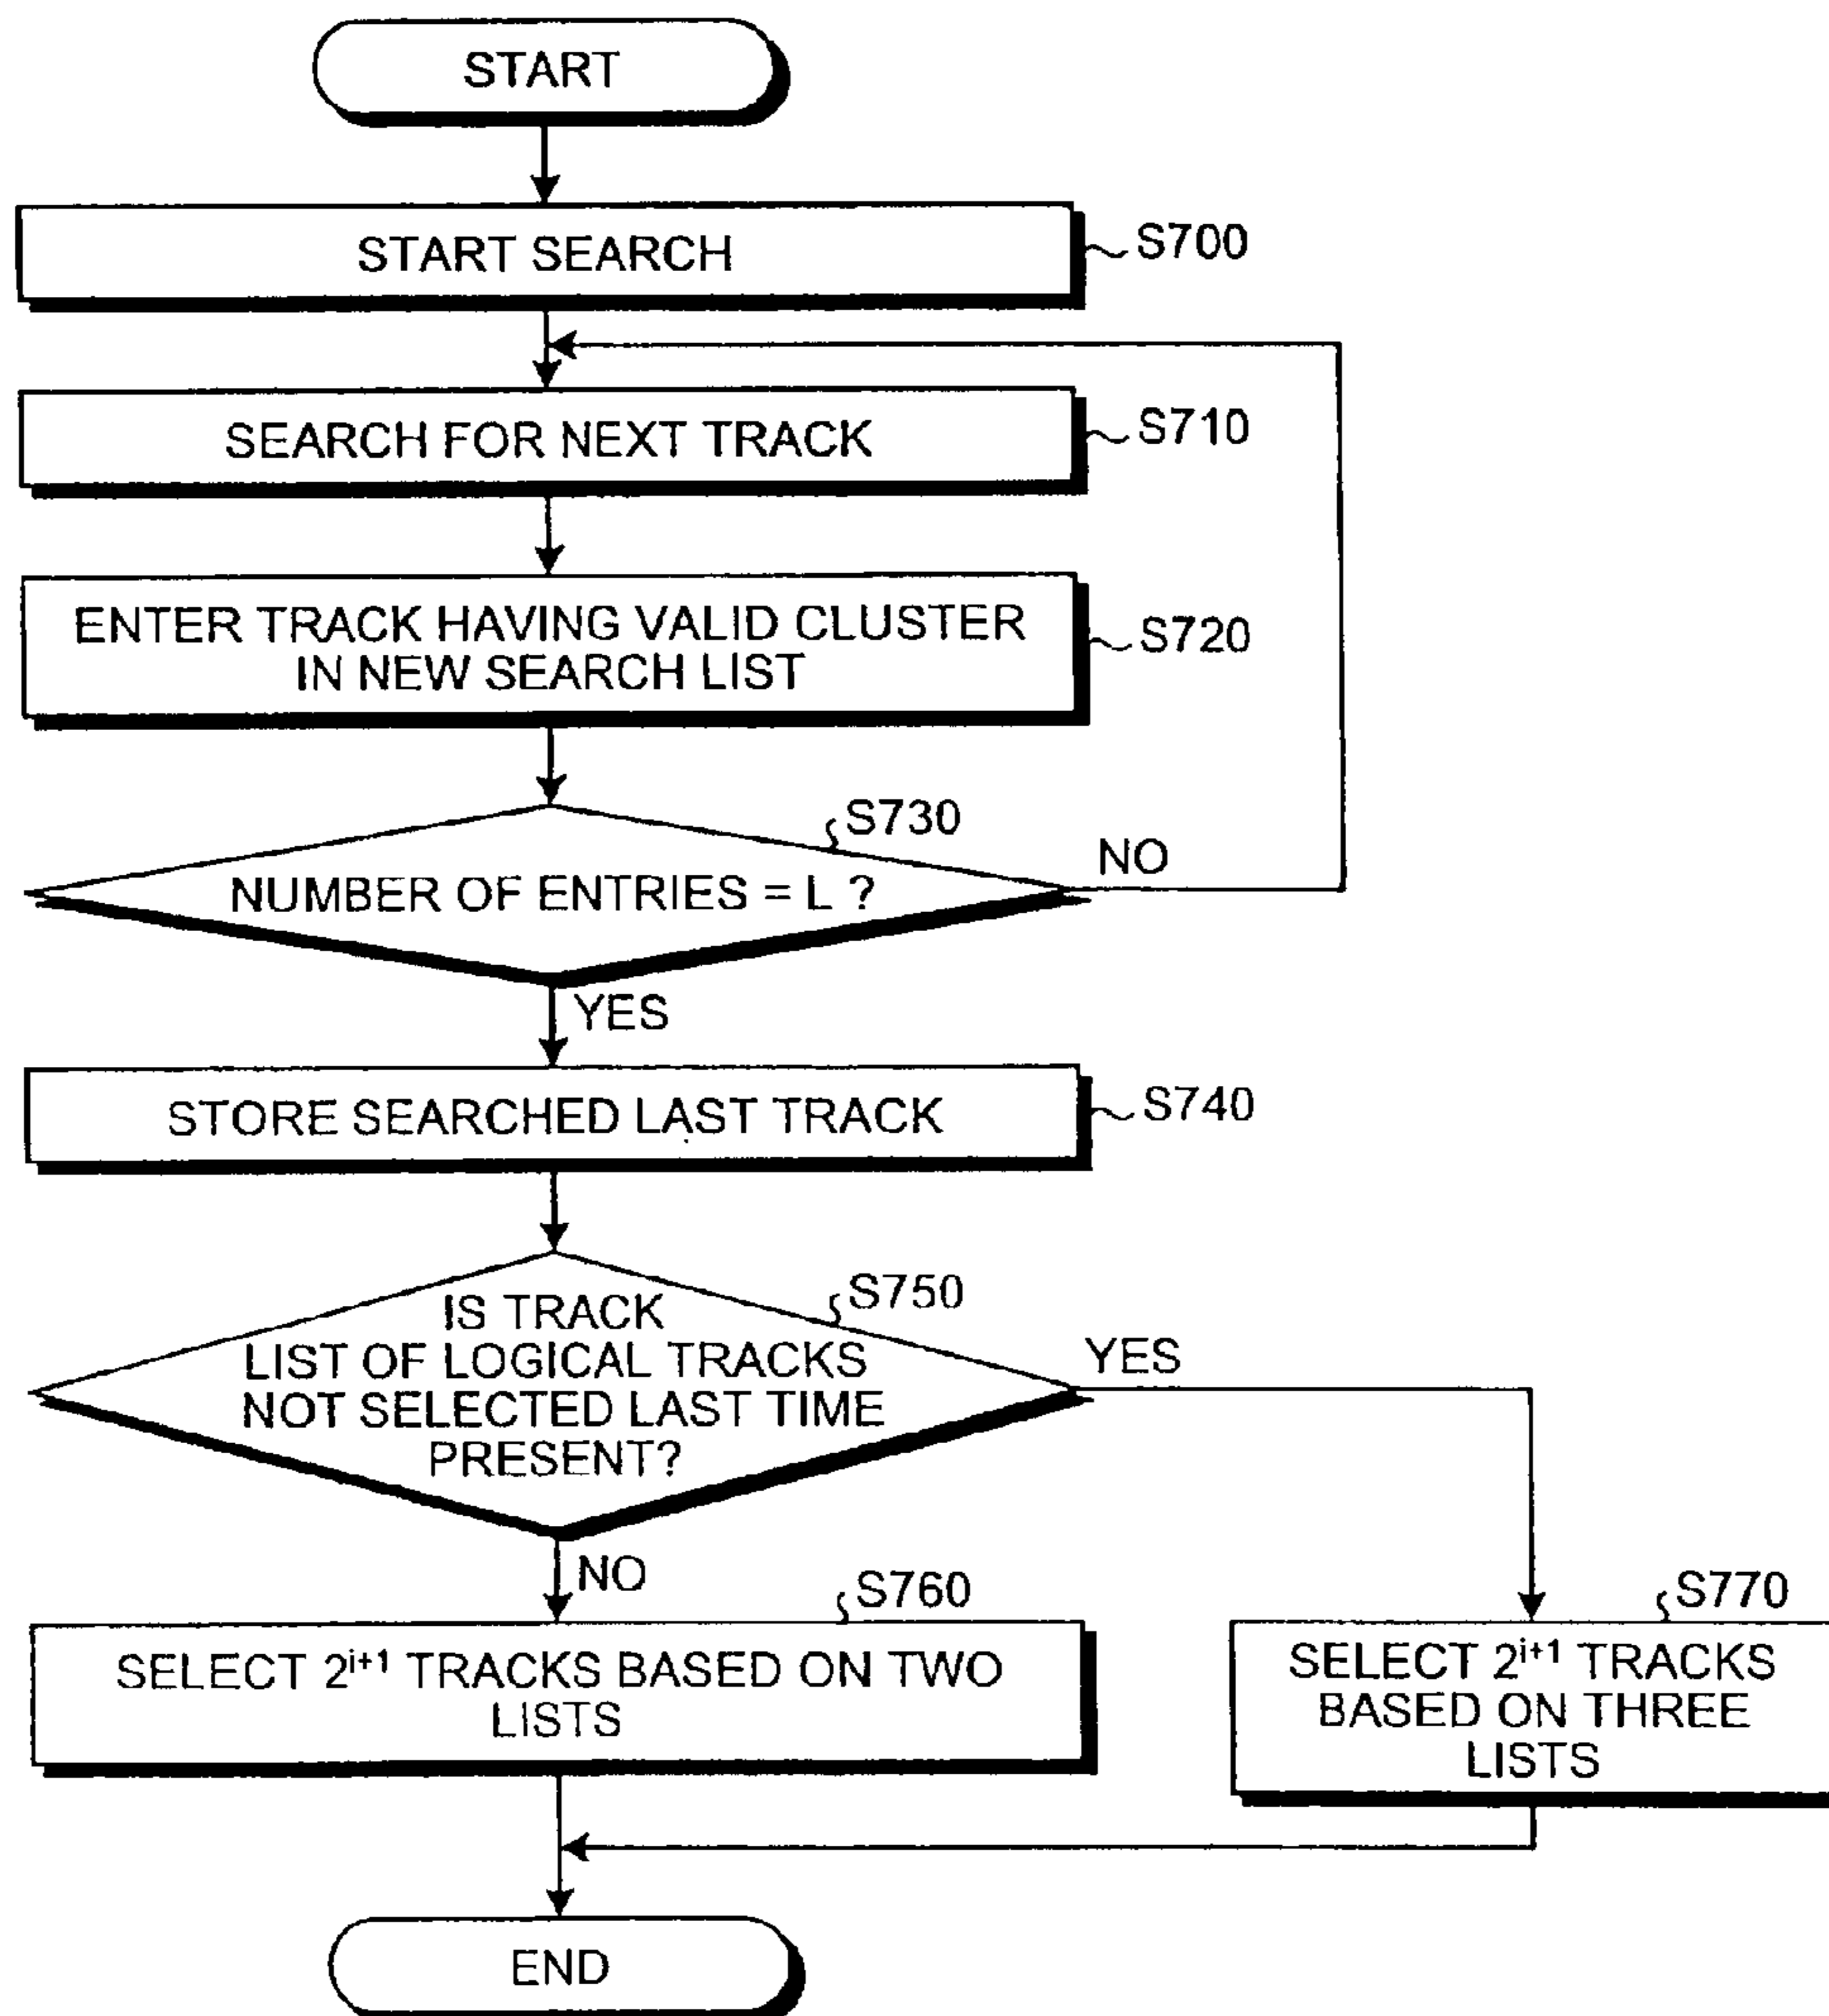 START
START SEARCH
S700
SEARCH FOR NEXT TRACK
S710
ENTER TRACK HAVING VALID CLUSTER
IN NEW SEARCH LIST
S720
S730
NUMBER OF ENTRIES = L ?
NO
YES
STORE SEARCHED LAST TRACK
S740
S750
IS TRACK
LIST OF LOGICAL TRACKS
NOT SELECTED LAST TIME
PRESENT?
YES
NO
S760
SELECT 2^{i+1} TRACKS BASED ON TWO
LISTS
S770
SELECT 2^{i+1} TRACKS
BASED ON THREE
LISTS
END